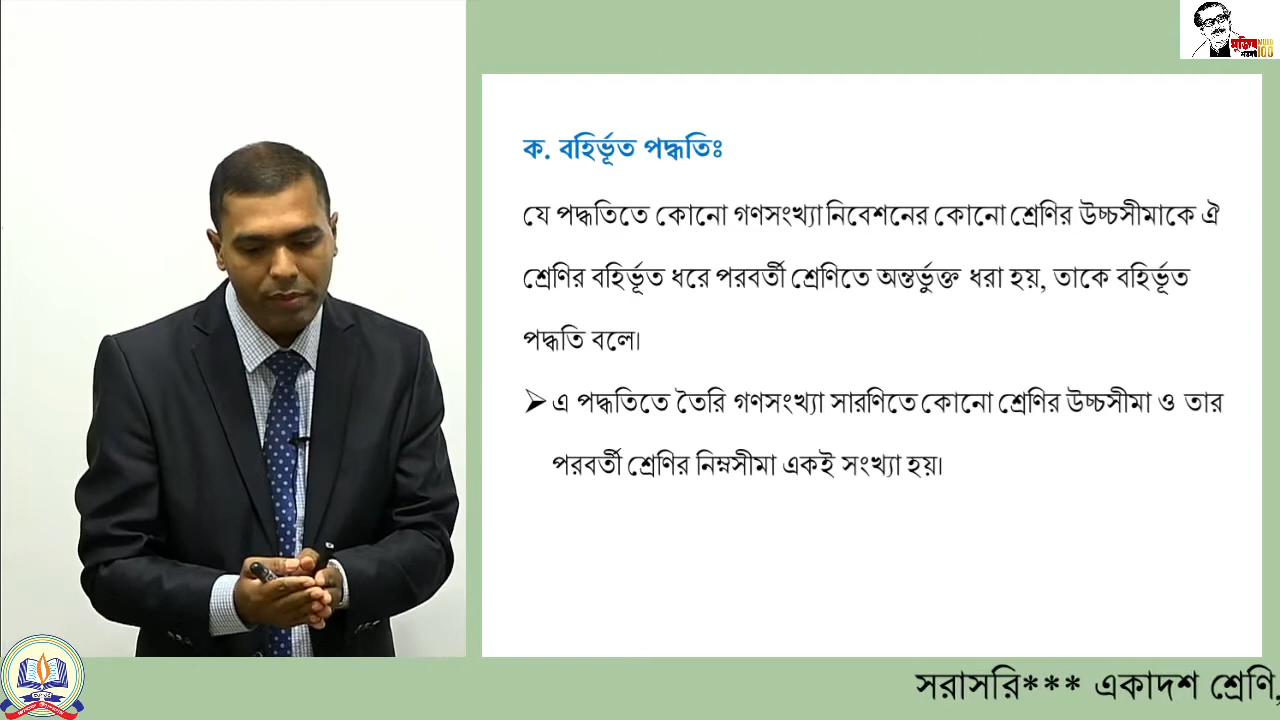 ক. বহির্ভূত পদ্ধতিঃ
যে পদ্ধতিতে কোনো গণসংখ্যা নিবেশনের কোনো শ্রেণির উচ্চসীমাকে ঐ
শ্রেণির বহির্ভূত ধরে পরবর্তী শ্রেণিতে অন্তর্ভুক্ত ধরা হয়, তাকে বহির্ভূত
পদ্ধতি বলে।
➢ এ পদ্ধতিতে তৈরি গণসংখ্যা সারণিতে কোনো শ্রেণির উচ্চসীমা ও তার
পরবর্তী শ্রেণির নিম্নসীমা একই সংখ্যা হয়।
সরাসরি*** একাদশ শ্রেণি,